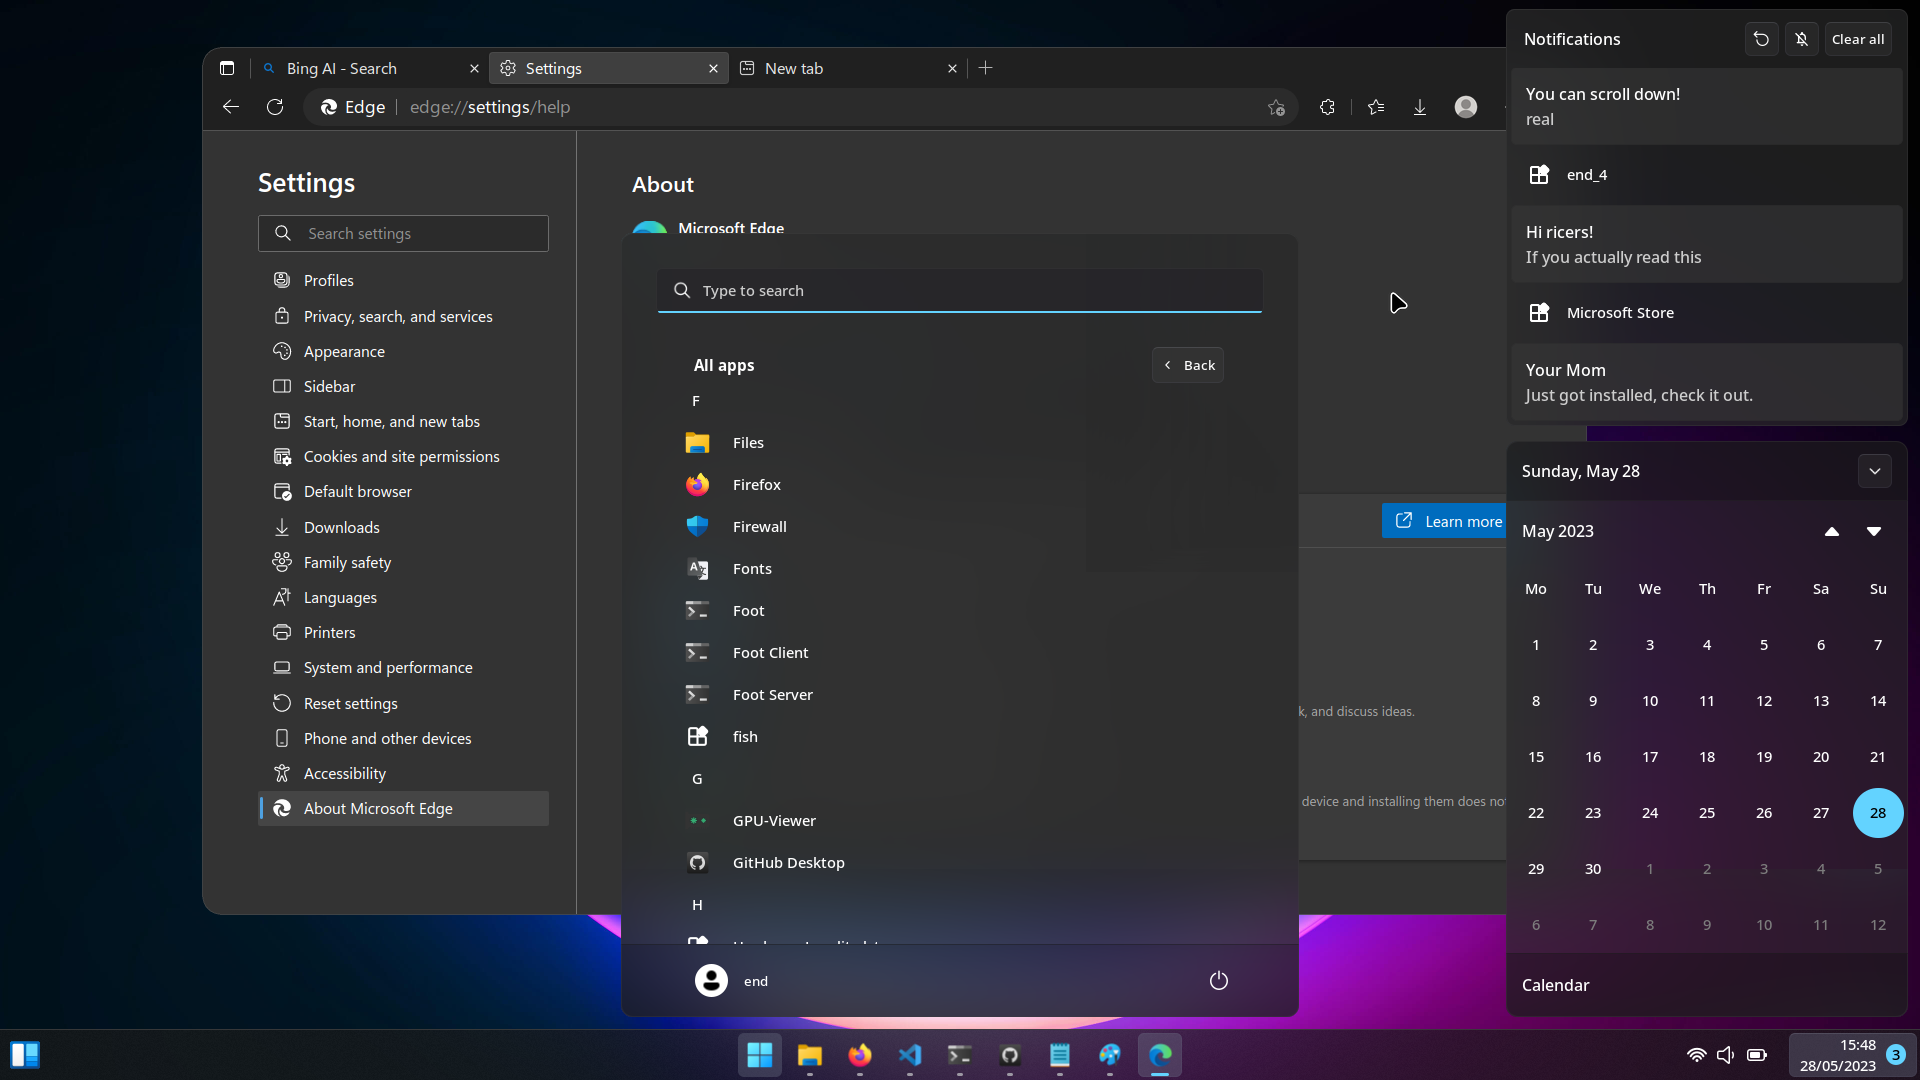 Bing AI - Search
Settings
New tab
Edge
edge://settings/help
Settings
Search settings
Profiles
Privacy, search, and services
Appearance
Sidebar
Start, home, and new tabs
Cookies and site permissions
Default browser
Downloads
Family safety
Languages
Printers
System and performance
Reset settings
Phone and other devices
Accessibility
About Microsoft Edge
About
Microsoft Edge
Learn more
, and discuss ideas.
device and installing them does
Type to search
All apps
Back
F
Files
Firefox
Firewall
Fonts
Foot
Foot Client
Foot Server
fish
G
GPU-Viewer
GitHub Desktop
H
end
Notifications
Clear all
You can scroll down!
real
end_4
Hi ricers!
If you actually read this
Microsoft Store
Your Mom
Just got installed, check it out.
Sunday, May 28
May 2023
Mo Tu We Th Fr Sa Su
1 2 3 4 5 6 7
8 9 10 11 12 13 14
15 16 17 18 19 20 21
22 23 24 25 26 27 28
29 30 1 2 3 4 5
6 7 8 9 10 11 12
Calendar
15:48
28/05/2023
3